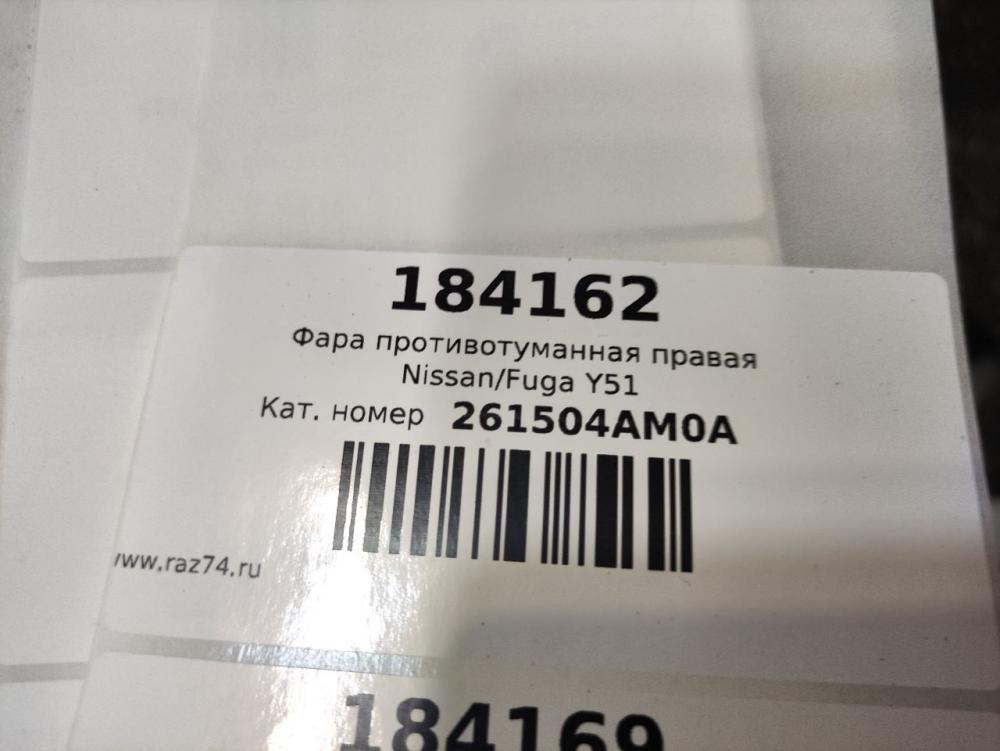 184162
Фара противотуманная правая
Nissan/Fuga Y51
Кат. номер 261504AM0A
www.raz74.ru
184169